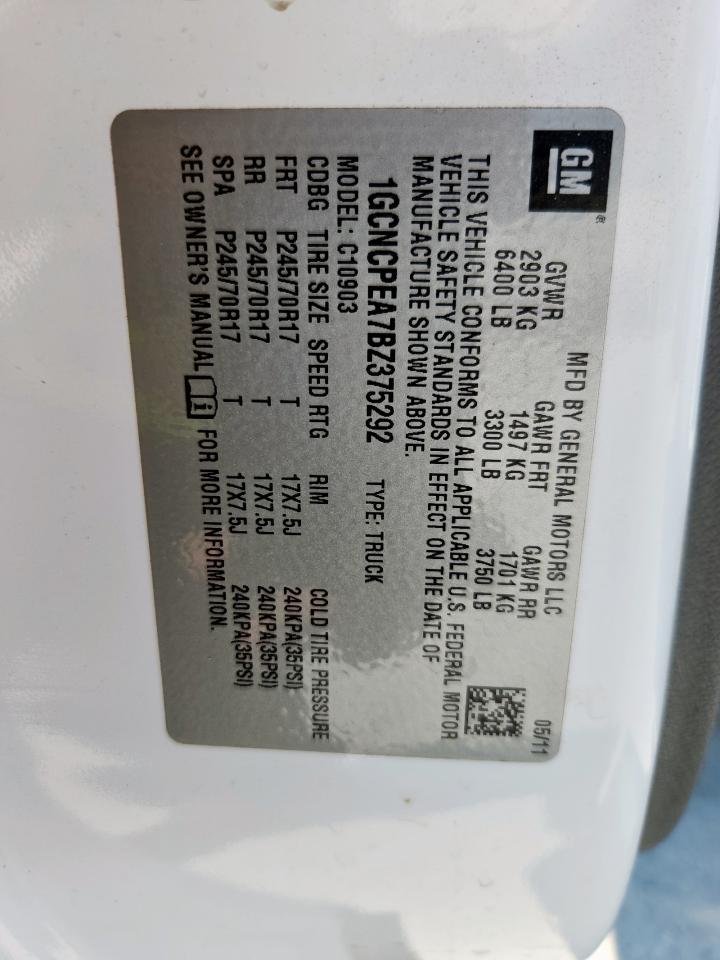 GM ®
MFD BY GENERAL MOTORS LLC 05/11
GVWR GAWR FRT GAWR RR
2903 KG 1497 KG 1701 KG
6400 LB 3300 LB 3750 LB
THIS VEHICLE CONFORMS TO ALL APPLICABLE U.S. FEDERAL MOTOR
VEHICLE SAFETY STANDARDS IN EFFECT ON THE DATE OF
MANUFACTURE SHOWN ABOVE.
1GCNCPEA7BZ375292 TYPE: TRUCK
MODEL: C10903
CDBG TIRE SIZE SPEED RTG RIM COLD TIRE PRESSURE
FRT P245/70R17 T 17X7.5J 240KPA(35PSI)
RR P245/70R17 T 17X7.5J 240KPA(35PSI)
SPA P245/70R17 T 17X7.5J 240KPA(35PSI)
SEE OWNER'S MANUAL FOR MORE INFORMATION.